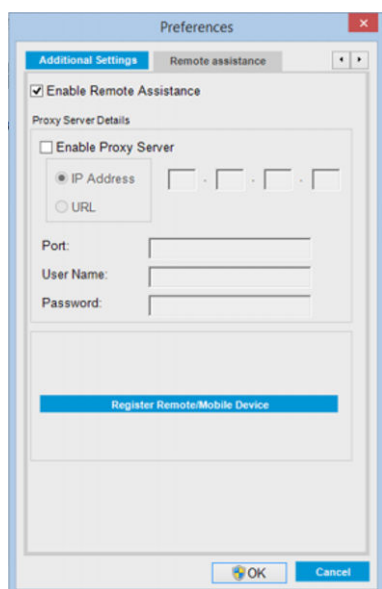 Preferences
Additional Settings Remote assistance
Enable Remote Assistance
Proxy Server Details
Enable Proxy Server
IP Address
URL
Port:
User Name:
Password:
Register Remote/Mobile Device
OK Cancel